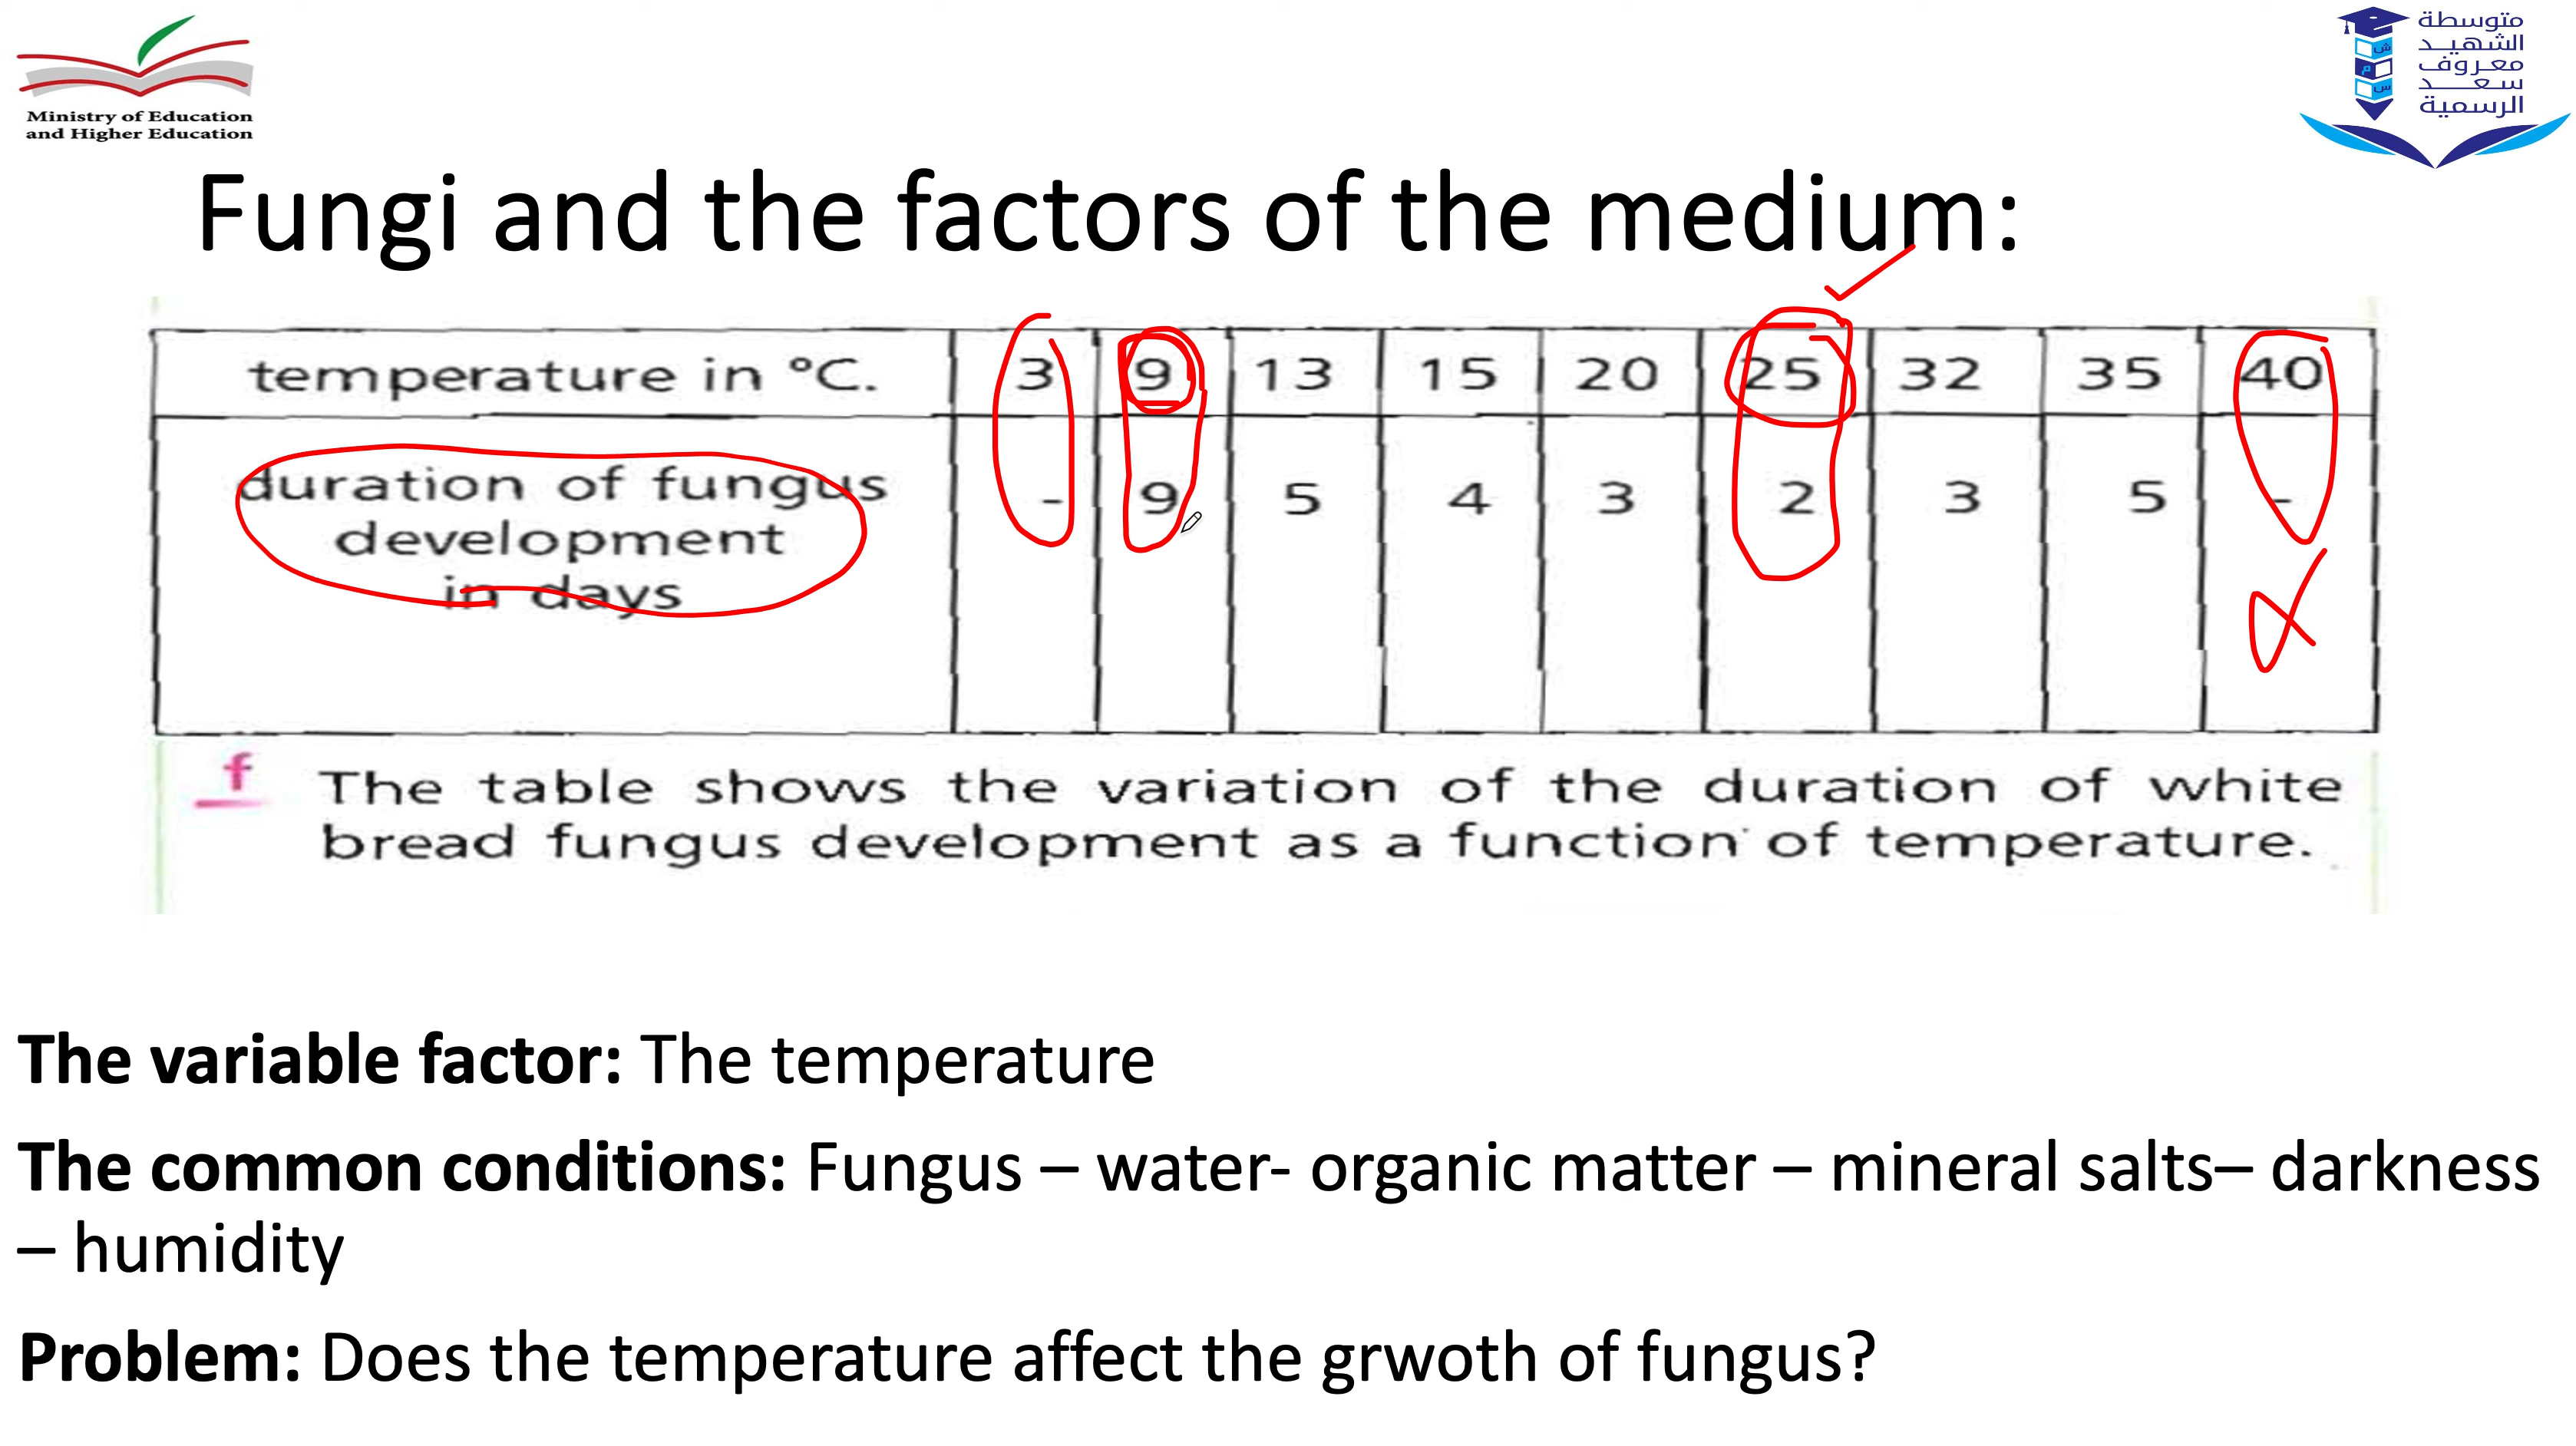 Ministry of Education
and Higher Education
متوسطة
الشهيد
معروف
سعد
الرسمية
ش
م
س
Fungi and the factors of the medium:
temperature in °C. 3 9 13 15 20 25 32 35 40
duration of fungus
development
in days
- 9 5 4 3 2 3 5 -
f The table shows the variation of the duration of white
bread fungus development as a function of temperature.
The variable factor: The temperature
The common conditions: Fungus – water- organic matter – mineral salts– darkness
– humidity
Problem: Does the temperature affect the grwoth of fungus?